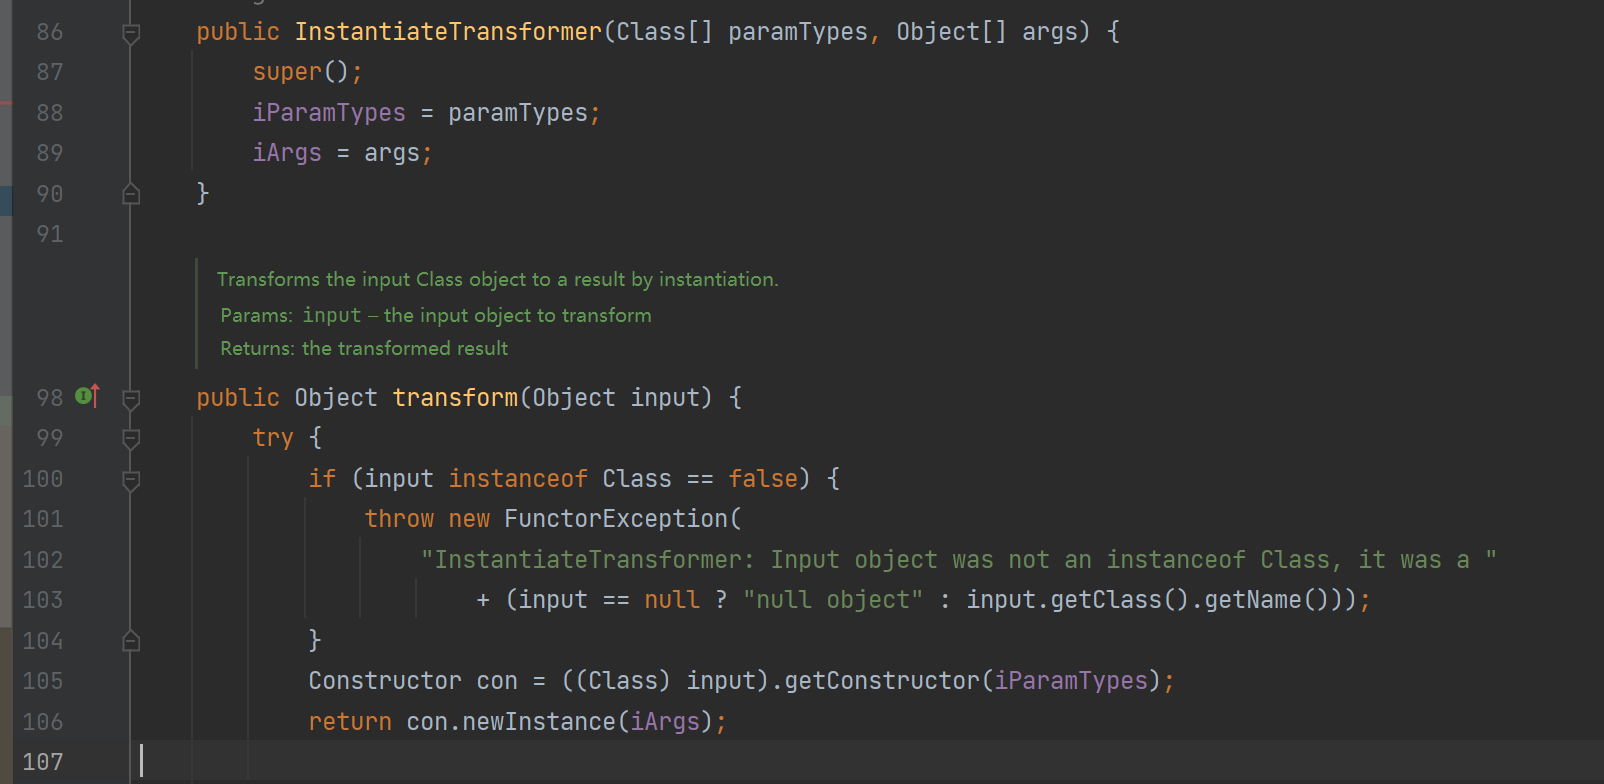 86 public InstantiateTransformer(Class[] paramTypes, Object[] args) {
87 super();
88 iParamTypes = paramTypes;
89 iArgs = args;
90 }
91
Transforms the input Class object to a result by instantiation.
Params: input – the input object to transform
Returns: the transformed result
98 public Object transform(Object input) {
99 try {
100 if (input instanceof Class == false) {
101 throw new FunctorException(
102 "InstantiateTransformer: Input object was not an instanceof Class, it was a "
103 + (input == null ? "null object" : input.getClass().getName()));
104 }
105 Constructor con = ((Class) input).getConstructor(iParamTypes);
106 return con.newInstance(iArgs);
107